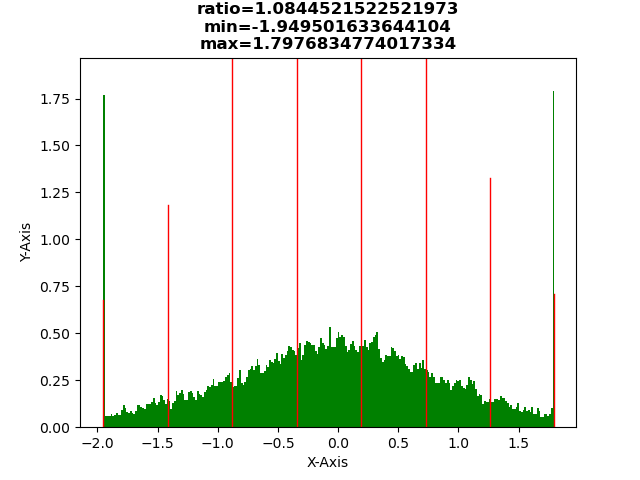 ratio=1.0844521522521973
min=-1.949501633644104
max=1.7976834774017334
1.75
1.50
1.25
1.00
0.75
0.50
0.25
0.00
Y-Axis
−2.0 −1.5 −1.0 −0.5 0.0 0.5 1.0 1.5
X-Axis